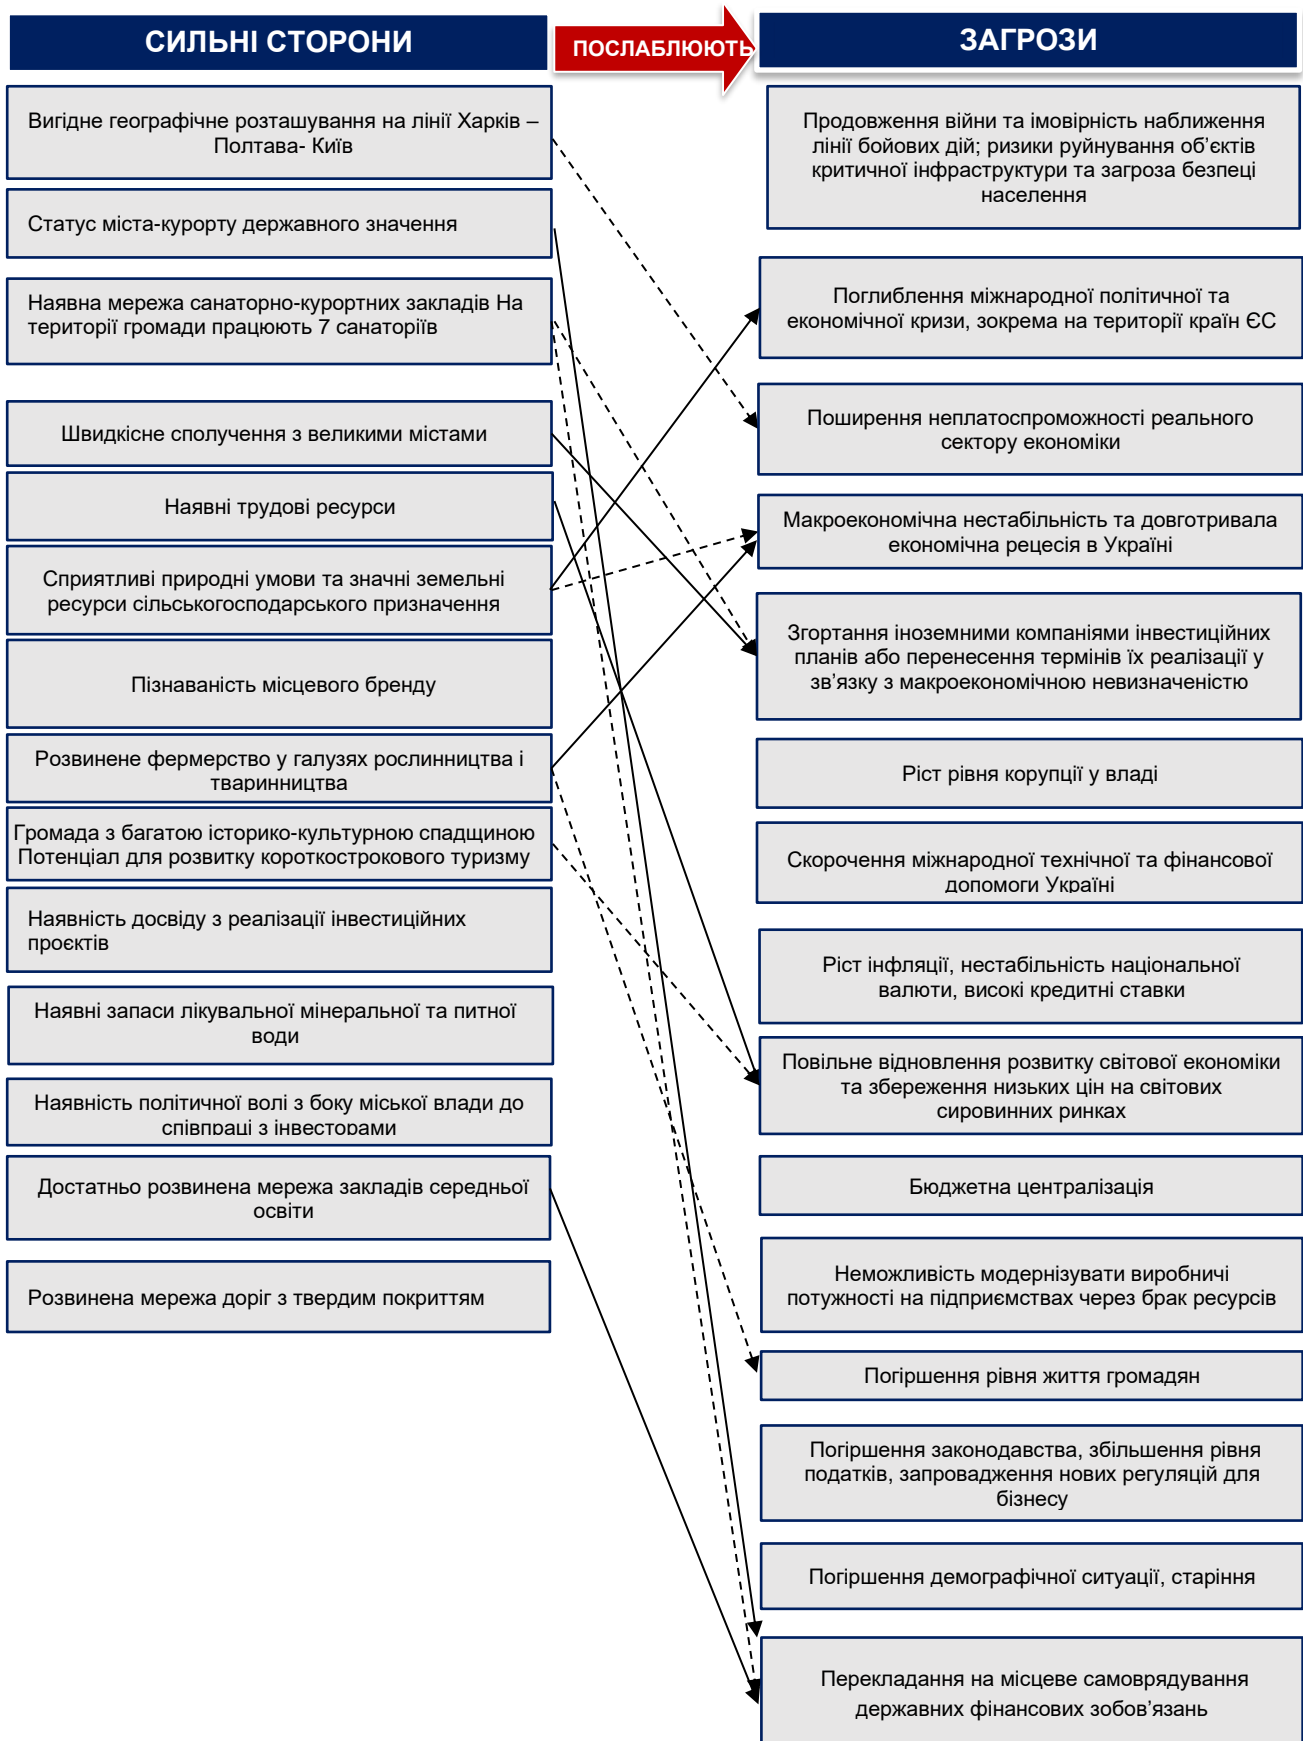 СИЛЬНІ СТОРОНИ
ПОСЛАБЛЮЮТЬ
ЗАГРОЗИ
Вигідне географічне розташування на лінії Харків –
Полтава- Київ
Статус міста-курорту державного значення
Наявна мережа санаторно-курортних закладів На
території громади працюють 7 санаторіїв
Швидкісне сполучення з великими містами
Наявні трудові ресурси
Сприятливі природні умови та значні земельні
ресурси сільськогосподарського призначення
Пізнаваність місцевого бренду
Розвинене фермерство у галузях рослинництва і
тваринництва
Громада з багатою історико-культурною спадщиною
Потенціал для розвитку короткострокового туризму
Наявність досвіду з реалізації інвестиційних
проєктів
Наявні запаси лікувальної мінеральної та питної
води
Наявність політичної волі з боку міської влади до
співпраці з інвесторами
Достатньо розвинена мережа закладів середньої
освіти
Розвинена мережа доріг з твердим покриттям
Продовження війни та імовірність наближення
лінії бойових дій; ризики руйнування об’єктів
критичної інфраструктури та загроза безпеці
населення
Поглиблення міжнародної політичної та
економічної кризи, зокрема на території країн ЄС
Поширення неплатоспроможності реального
сектору економіки
Макроекономічна нестабільність та довготривала
економічна рецесія в Україні
Згортання іноземними компаніями інвестиційних
планів або перенесення термінів їх реалізації у
зв’язку з макроекономічною невизначеністю
Ріст рівня корупції у владі
Скорочення міжнародної технічної та фінансової
допомоги Україні
Ріст інфляції, нестабільність національної
валюти, високі кредитні ставки
Повільне відновлення розвитку світової економіки
та збереження низьких цін на світових
сировинних ринках
Бюджетна централізація
Неможливість модернізувати виробничі
потужності на підприємствах через брак ресурсів
Погіршення рівня життя громадян
Погіршення законодавства, збільшення рівня
податків, запровадження нових регуляцій для
бізнесу
Погіршення демографічної ситуації, старіння
Перекладання на місцеве самоврядування
державних фінансових зобов’язань